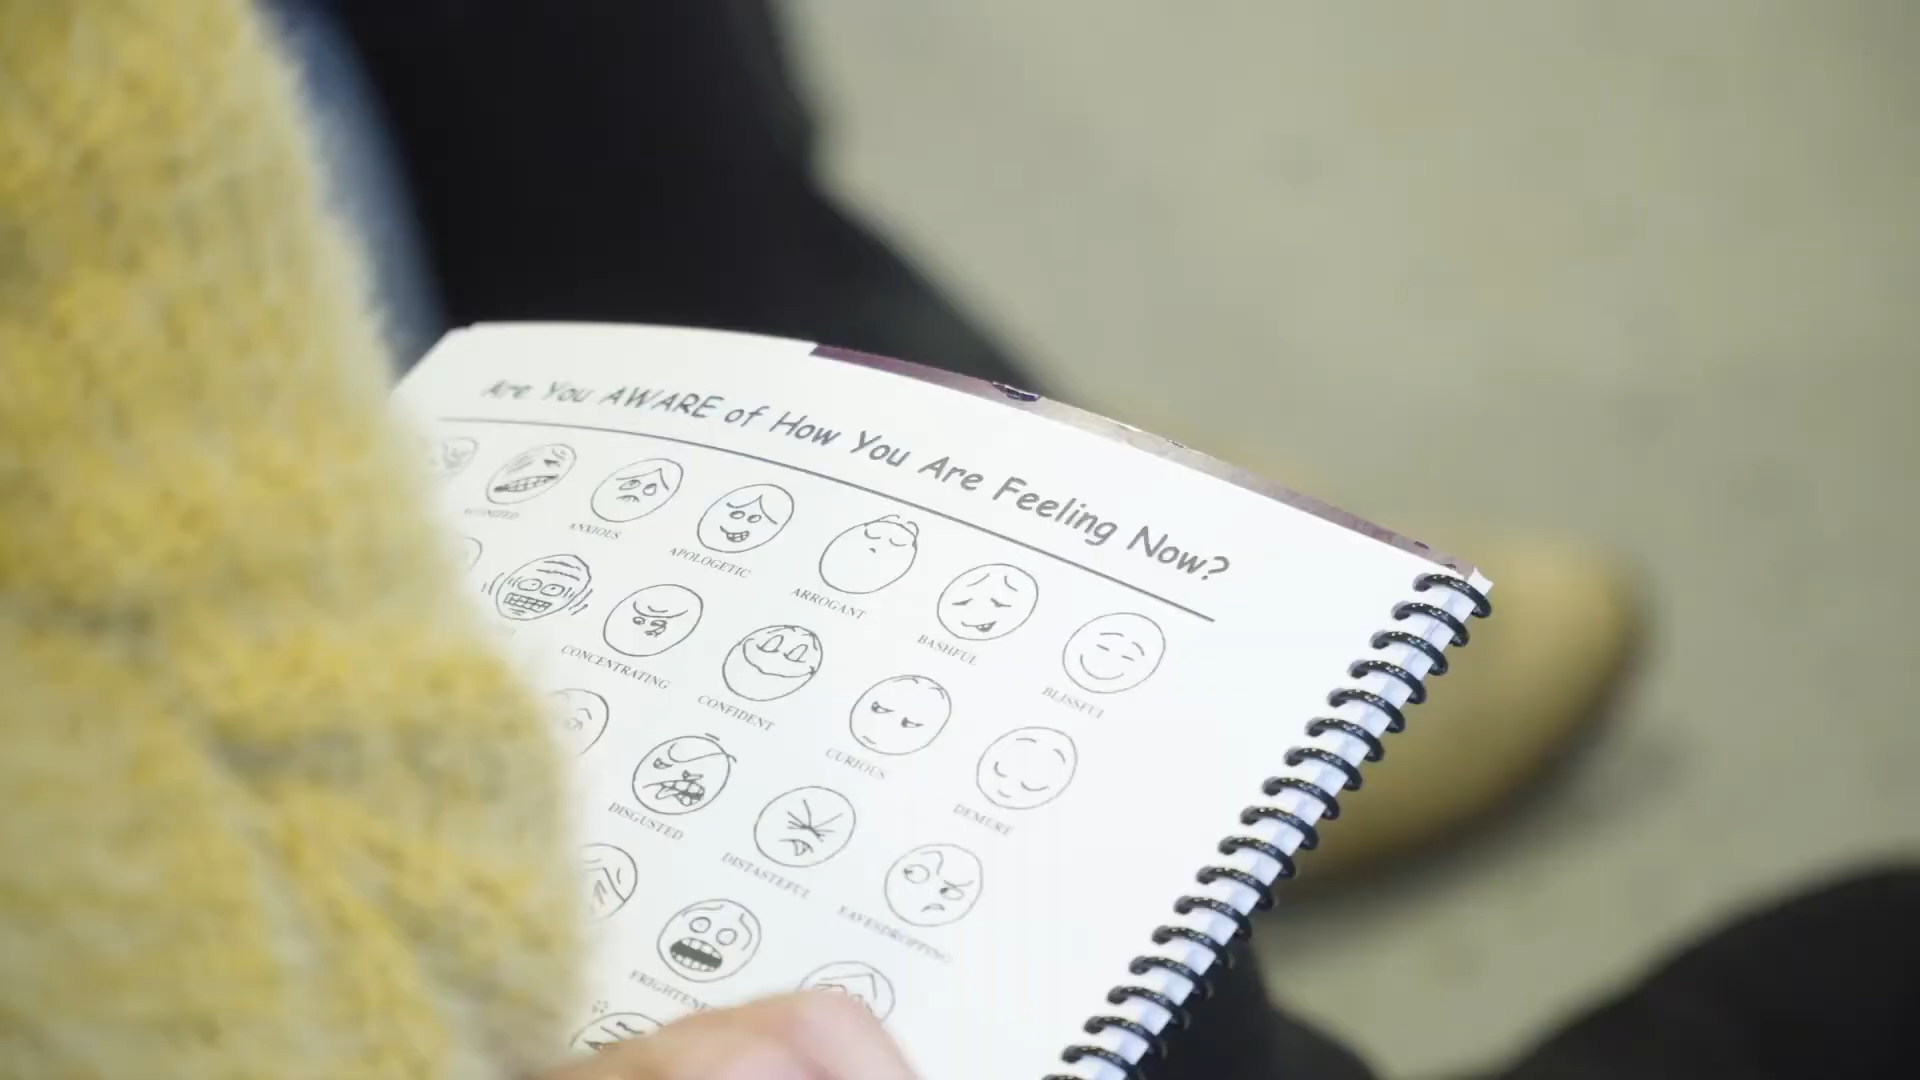 Are You AWARE of How You Are Feeling Now?
ANXIOUS APOLOGETIC ARROGANT BASHFUL BLISSFUL
CONCENTRATING CONFIDENT CURIOUS DEMURE
DISGUSTED DISTASTEFUL EAVESDROPPING